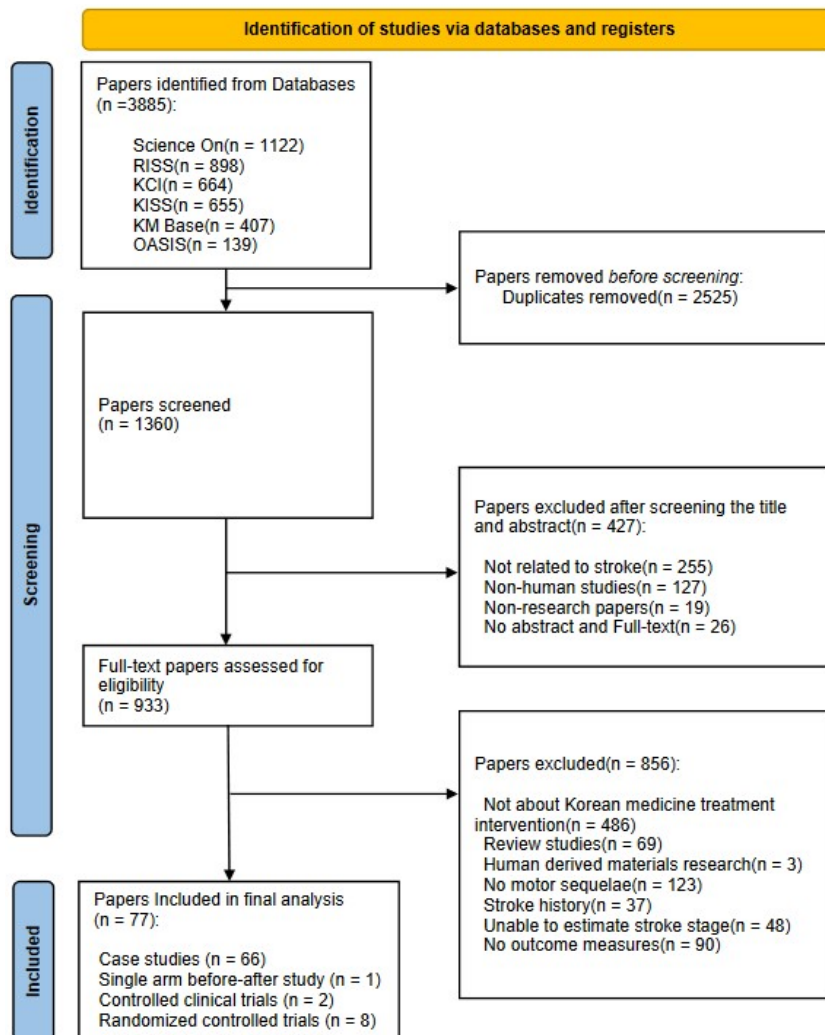 Identification of studies via databases and registers
Identification
Papers identified from Databases
(n =3885):
Science On(n = 1122)
RISS(n = 898)
KCI(n = 664)
KISS(n = 655)
KM Base(n = 407)
OASIS(n = 139)
Papers removed before screening:
Duplicates removed(n = 2525)
Screening
Papers screened
(n = 1360)
Papers excluded after screening the title
and abstract(n = 427):
Not related to stroke(n = 255)
Non-human studies(n = 127)
Non-research papers(n = 19)
No abstract and Full-text(n = 26)
Full-text papers assessed for
eligibility
(n = 933)
Papers excluded(n = 856):
Not about Korean medicine treatment
intervention(n = 486)
Review studies(n = 69)
Human derived materials research(n = 3)
No motor sequelae(n = 123)
Stroke history(n = 37)
Unable to estimate stroke stage(n = 48)
No outcome measures(n = 90)
Included
Papers Included in final analysis
(n = 77):
Case studies (n = 66)
Single arm before-after study (n = 1)
Controlled clinical trials (n = 2)
Randomized controlled trials (n = 8)